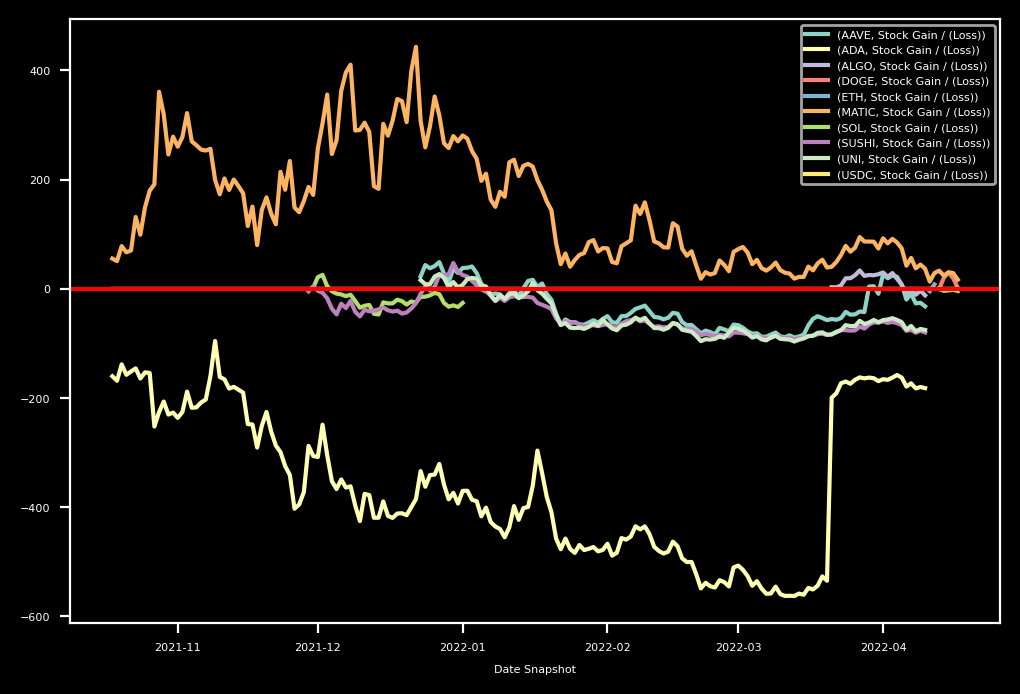 (AAVE, Stock Gain / (Loss))
(ADA, Stock Gain / (Loss))
(ALGO, Stock Gain / (Loss))
(DOGE, Stock Gain / (Loss))
(ETH, Stock Gain / (Loss))
(MATIC, Stock Gain / (Loss))
(SOL, Stock Gain / (Loss))
(SUSHI, Stock Gain / (Loss))
(UNI, Stock Gain / (Loss))
(USDC, Stock Gain / (Loss))
400
200
0
−200
−400
−600
2021-11 2021-12 2022-01 2022-02 2022-03 2022-04
Date Snapshot